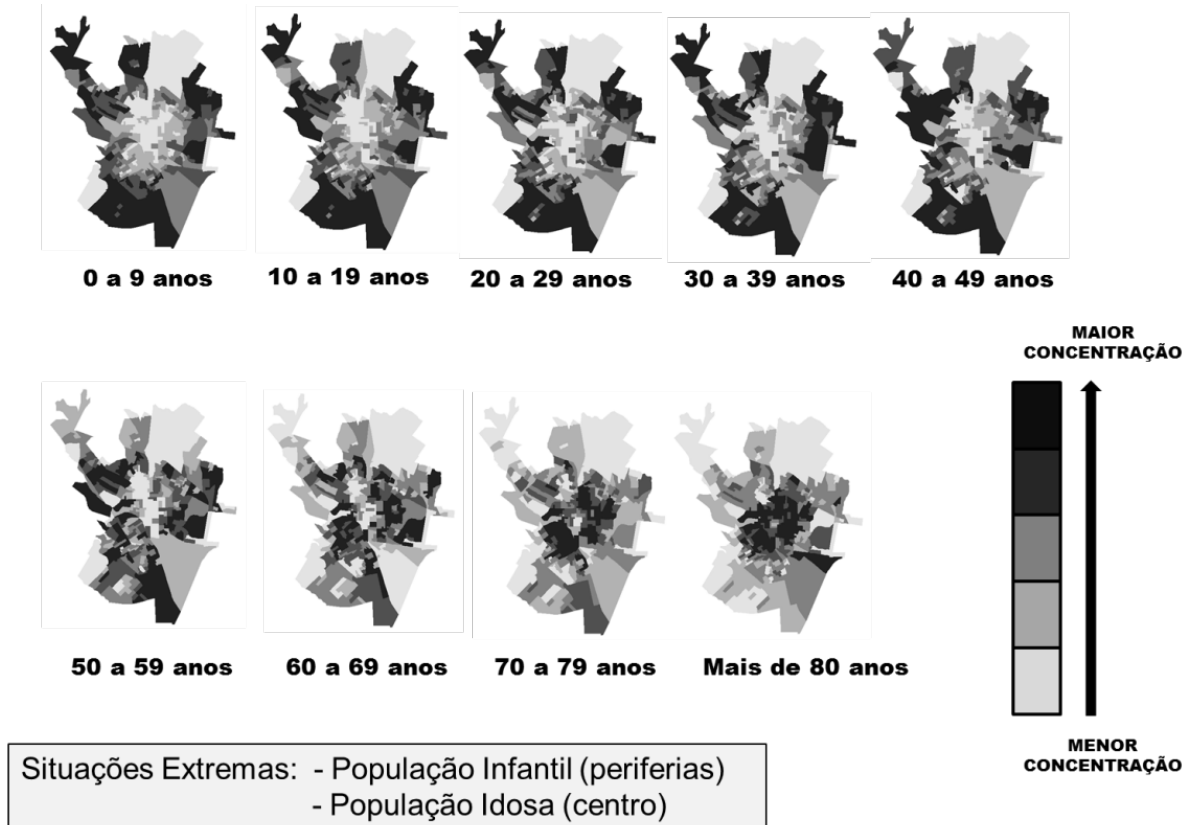 0 a 9 anos
10 a 19 anos
20 a 29 anos
30 a 39 anos
40 a 49 anos
MAIOR
CONCENTRAÇÃO
50 a 59 anos
60 a 69 anos
70 a 79 anos
Mais de 80 anos
MENOR
CONCENTRAÇÃO
Situações Extremas: - População Infantil (periferias)
- População Idosa (centro)